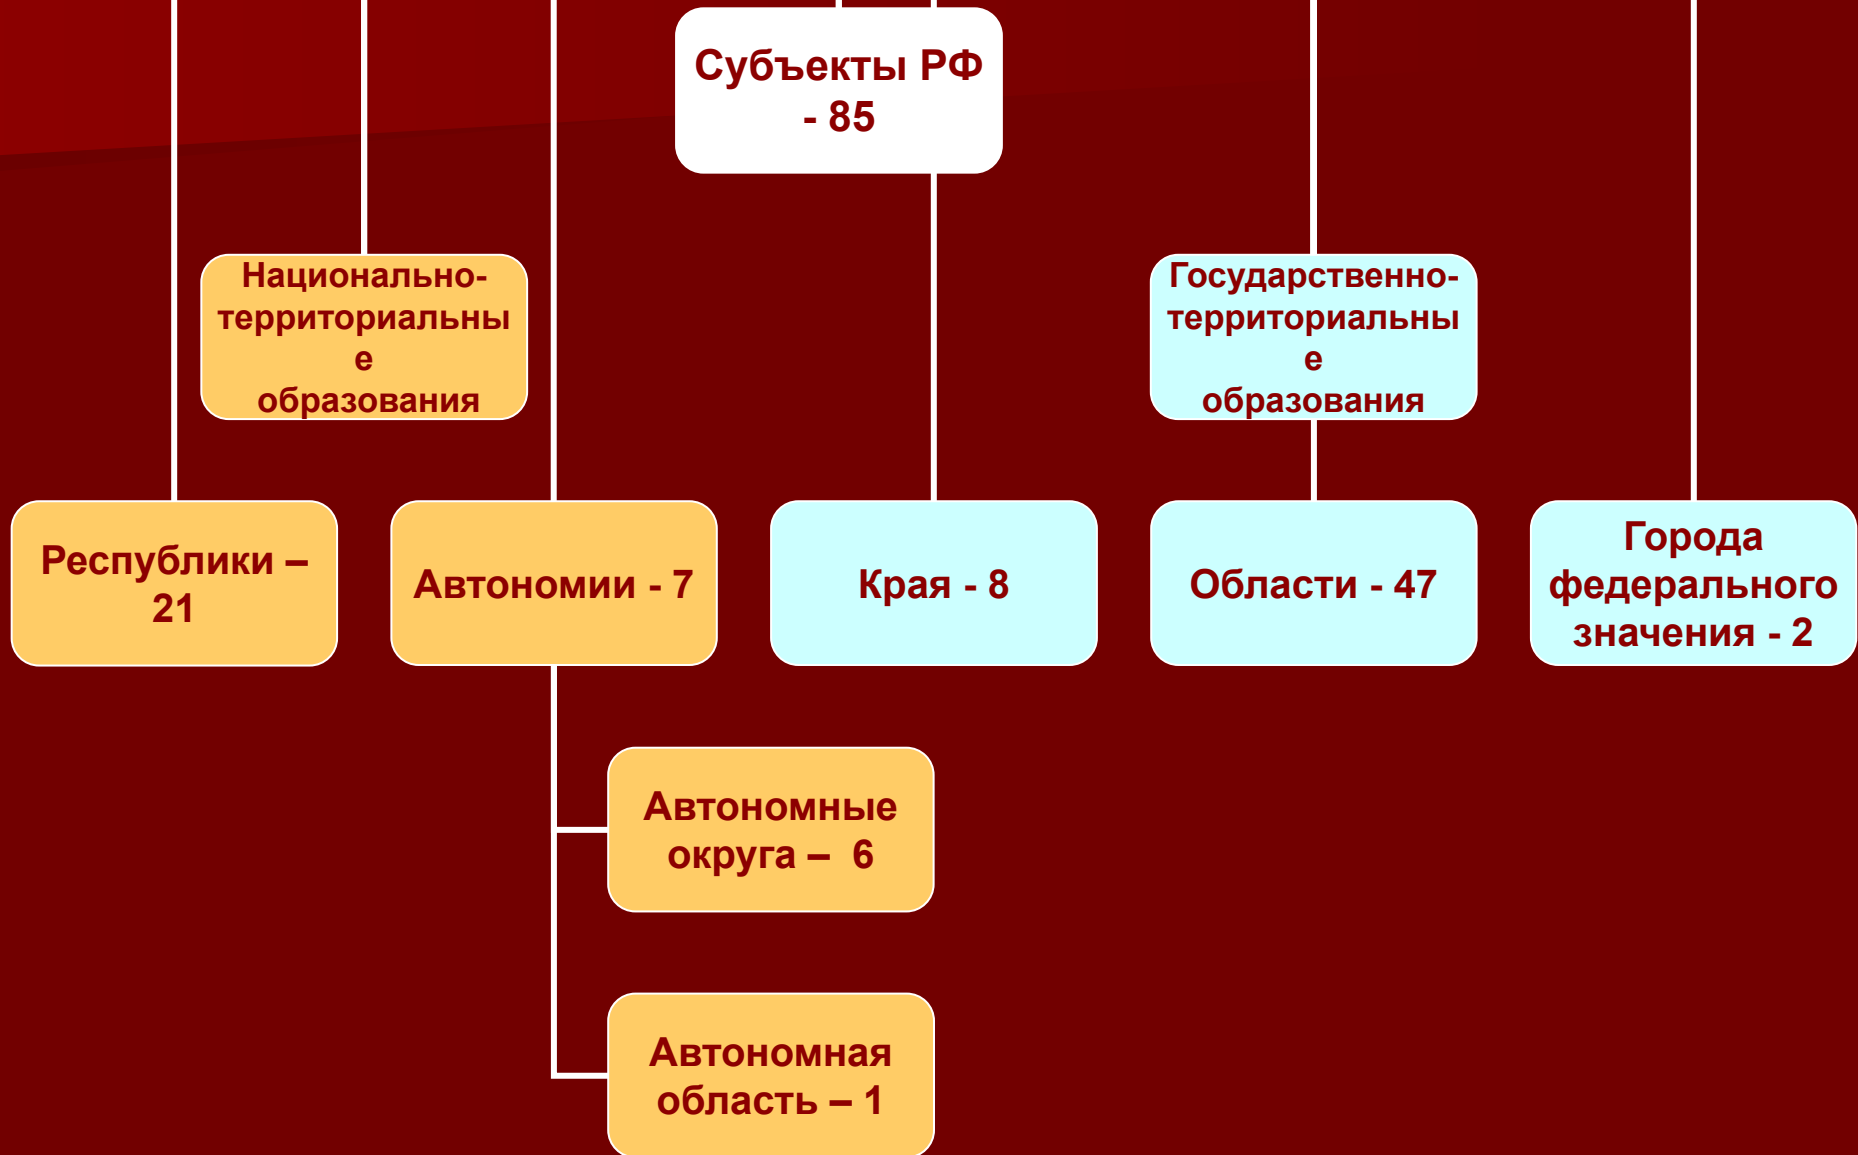 Субъекты РФ
- 85
Национально-
территориальны
е
образования
Государственно-
территориальны
е
образования
Республики –
21
Автономии - 7
Края - 8
Области - 47
Города
федерального
значения - 2
Автономные
округа –  6
Автономная
область – 1